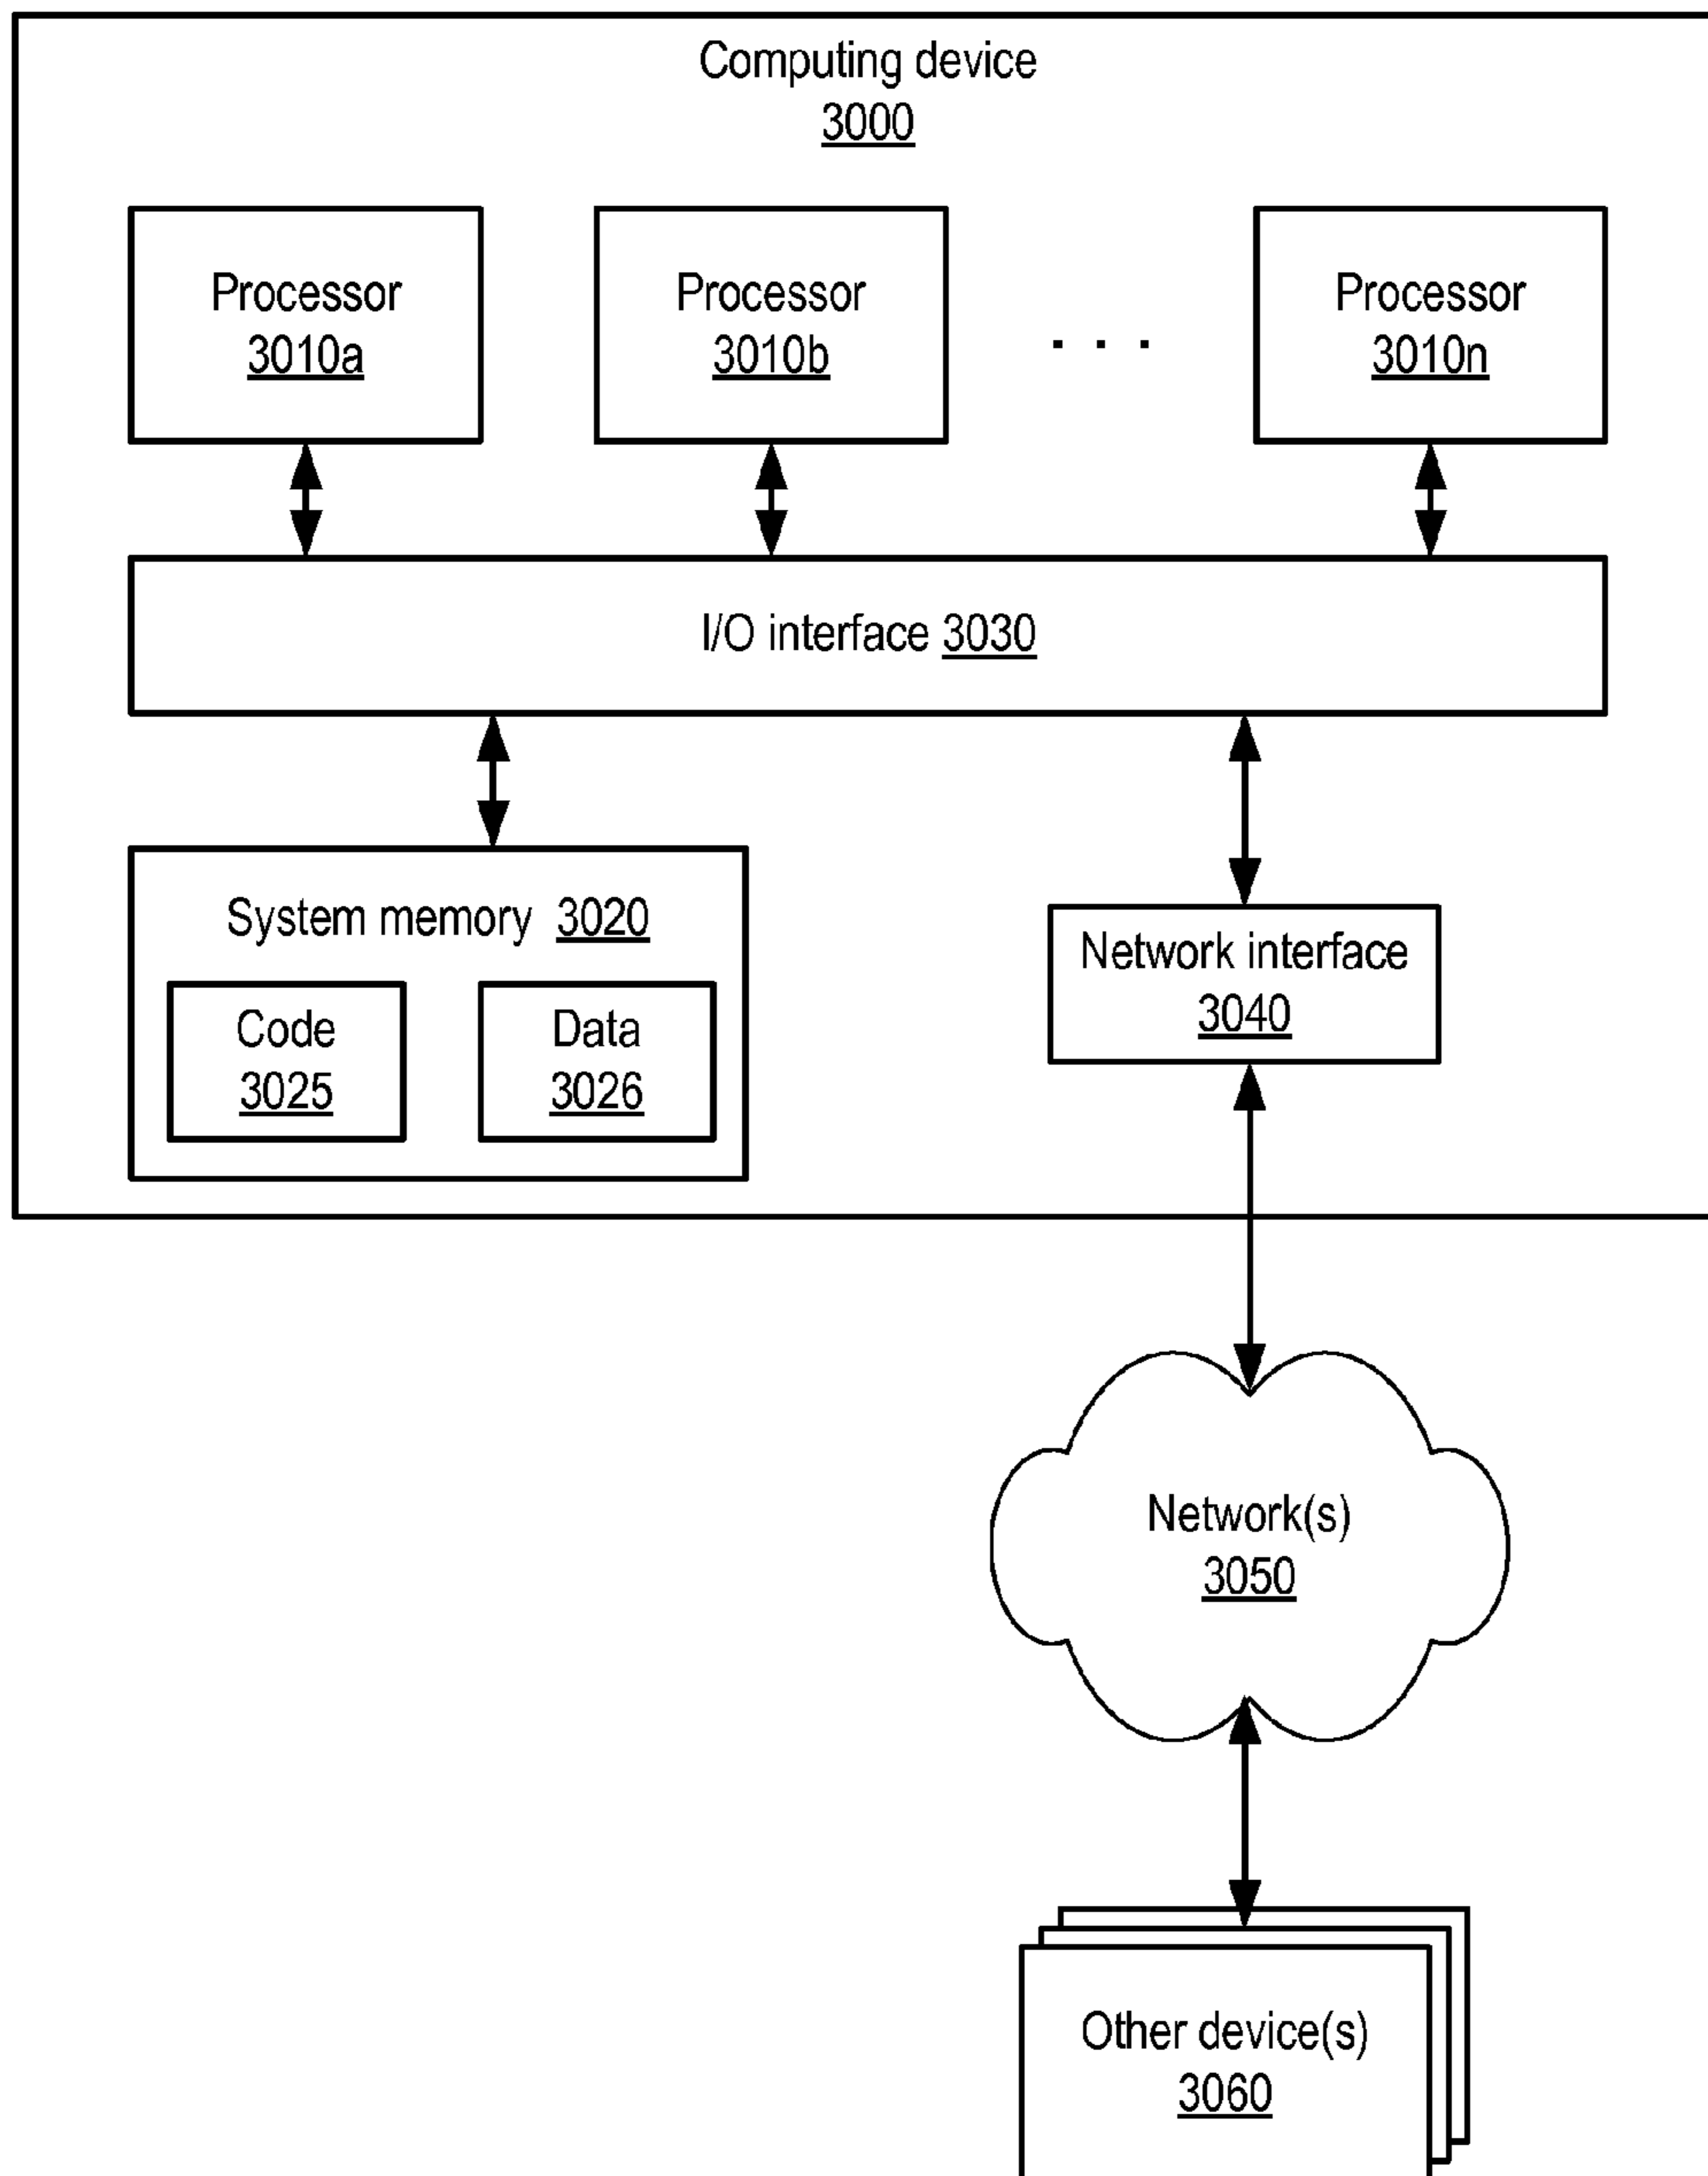 Computing device
3000
Processor
3010a
Processor
3010b
. . .
Processor
3010n
I/O interface 3030
System memory 3020
Code
3025
Data
3026
Network interface
3040
Network(s)
3050
Other device(s)
3060